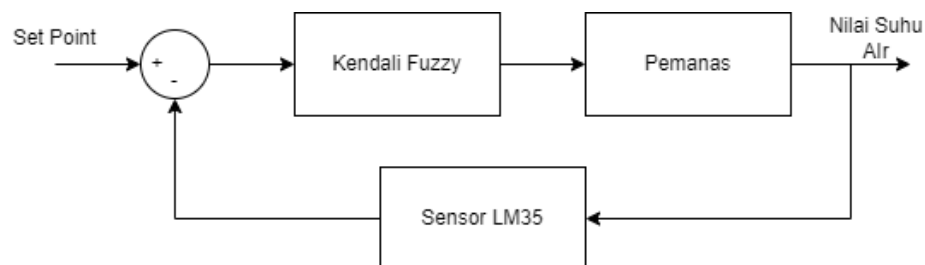 Set Point
+
-
Kendali Fuzzy
Pemanas
Nilai Suhu
AIr
Sensor LM35